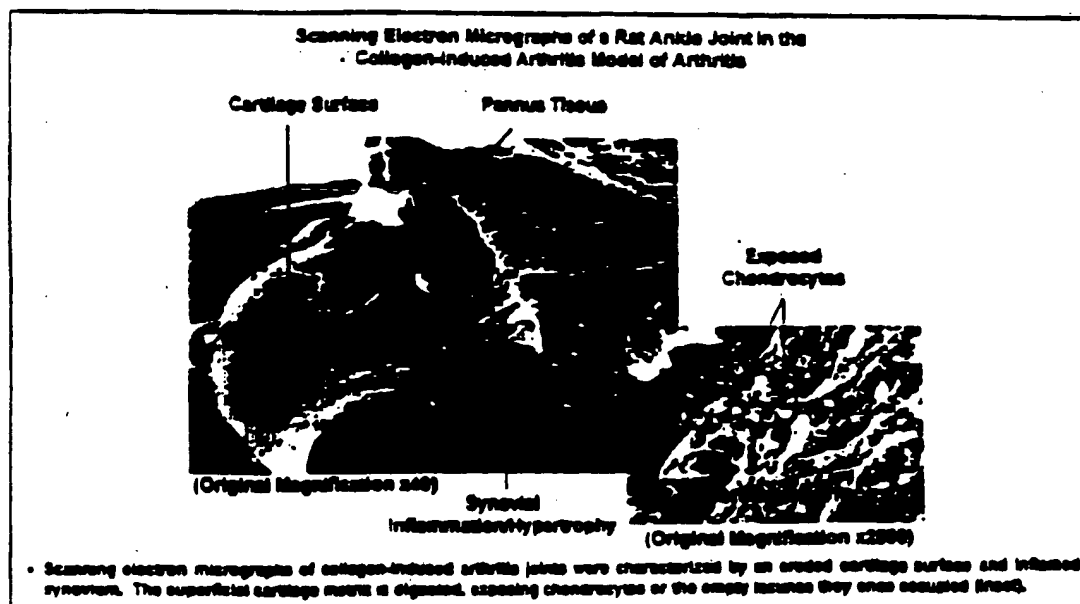 Scanning Electron Micrographs of a Rat Ankle Joint in the
Collagen-Induced Arthritis Model of Arthritis
Cartilage Surface
Pannus Tissue
Exposed
Chondrocytes
(Original Magnification x40)
Synovial
Inflammation/Hypertrophy
(Original Magnification
• Scanning electron micrographs of collagen-induced arthritis joints were characterized by an eroded cartilage surface and inflamed
synovium. The superficial cartilage matrix is digested, exposing chondrocytes or the empty lacunae they once occupied (inset).